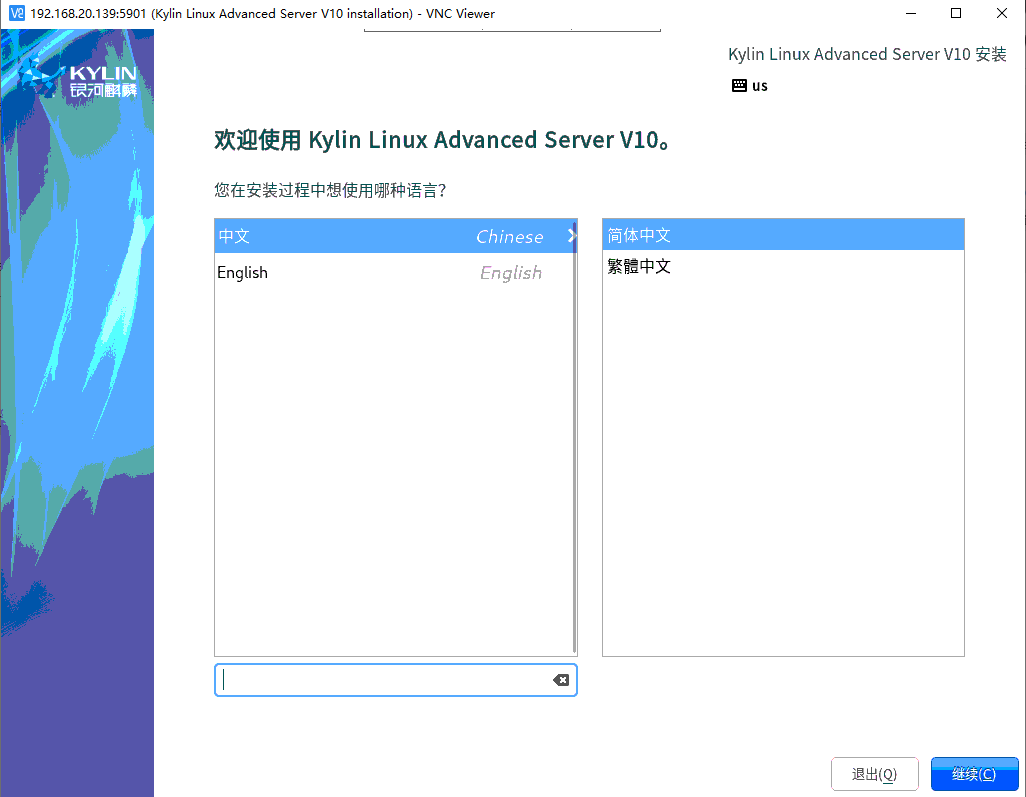 192.168.20.139:5901 (Kylin Linux Advanced Server V10 installation) - VNC Viewer
KYLIN
银河麒麟
Kylin Linux Advanced Server V10 安装
us
欢迎使用 Kylin Linux Advanced Server V10。
您在安装过程中想使用哪种语言？
中文 Chinese
English English
简体中文
繁體中文
退出(Q) 继续(C)